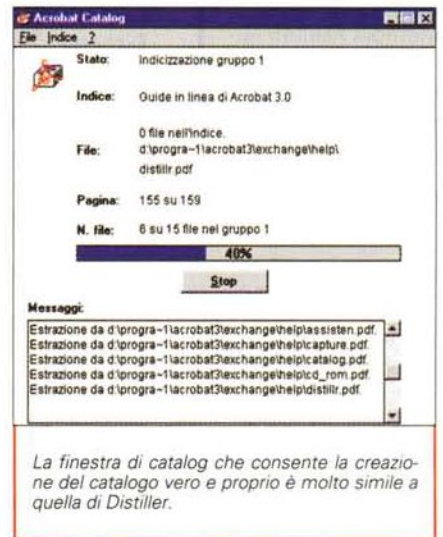 Acrobat Catalog
File Indice ?
Stato: Indicizzazione gruppo 1
Indice: Guide in linea di Acrobat 3.0
0 file nell'indice.
File: d:\progra~1\acrobat3\exchange\help\
distillr.pdf
Pagina: 155 su 159
N. file: 6 su 15 file nel gruppo 1
40%
Stop
Messaggi:
Estrazione da d:\progra~1\acrobat3\exchange\help\assisten.pdf.
Estrazione da d:\progra~1\acrobat3\exchange\help\capture.pdf.
Estrazione da d:\progra~1\acrobat3\exchange\help\catalog.pdf.
Estrazione da d:\progra~1\acrobat3\exchange\help\cd_rom.pdf.
Estrazione da d:\progra~1\acrobat3\exchange\help\distillr.pdf.
La finestra di catalog che consente la creazio-
ne del catalogo vero e proprio è molto simile a
quella di Distiller.